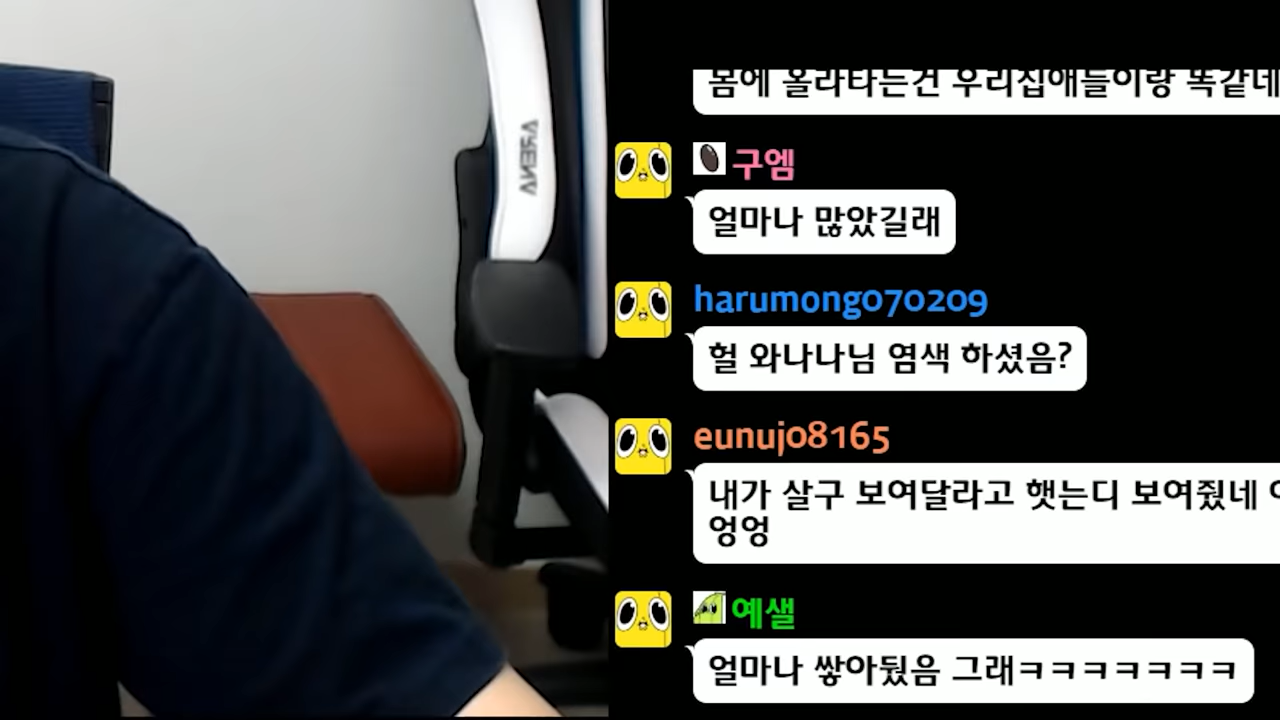 몸에 올라타는건 우리집애들이랑 똑같네
구엠
얼마나 많았길래
harumong070209
헐 와나나님 염색 하셨음?
eunuj08165
내가 살구 보여달라고 햇는디 보여줬네
엉엉
예샐
얼마나 쌓아뒀음 그래ㅋㅋㅋㅋㅋㅋㅋ
ARENA